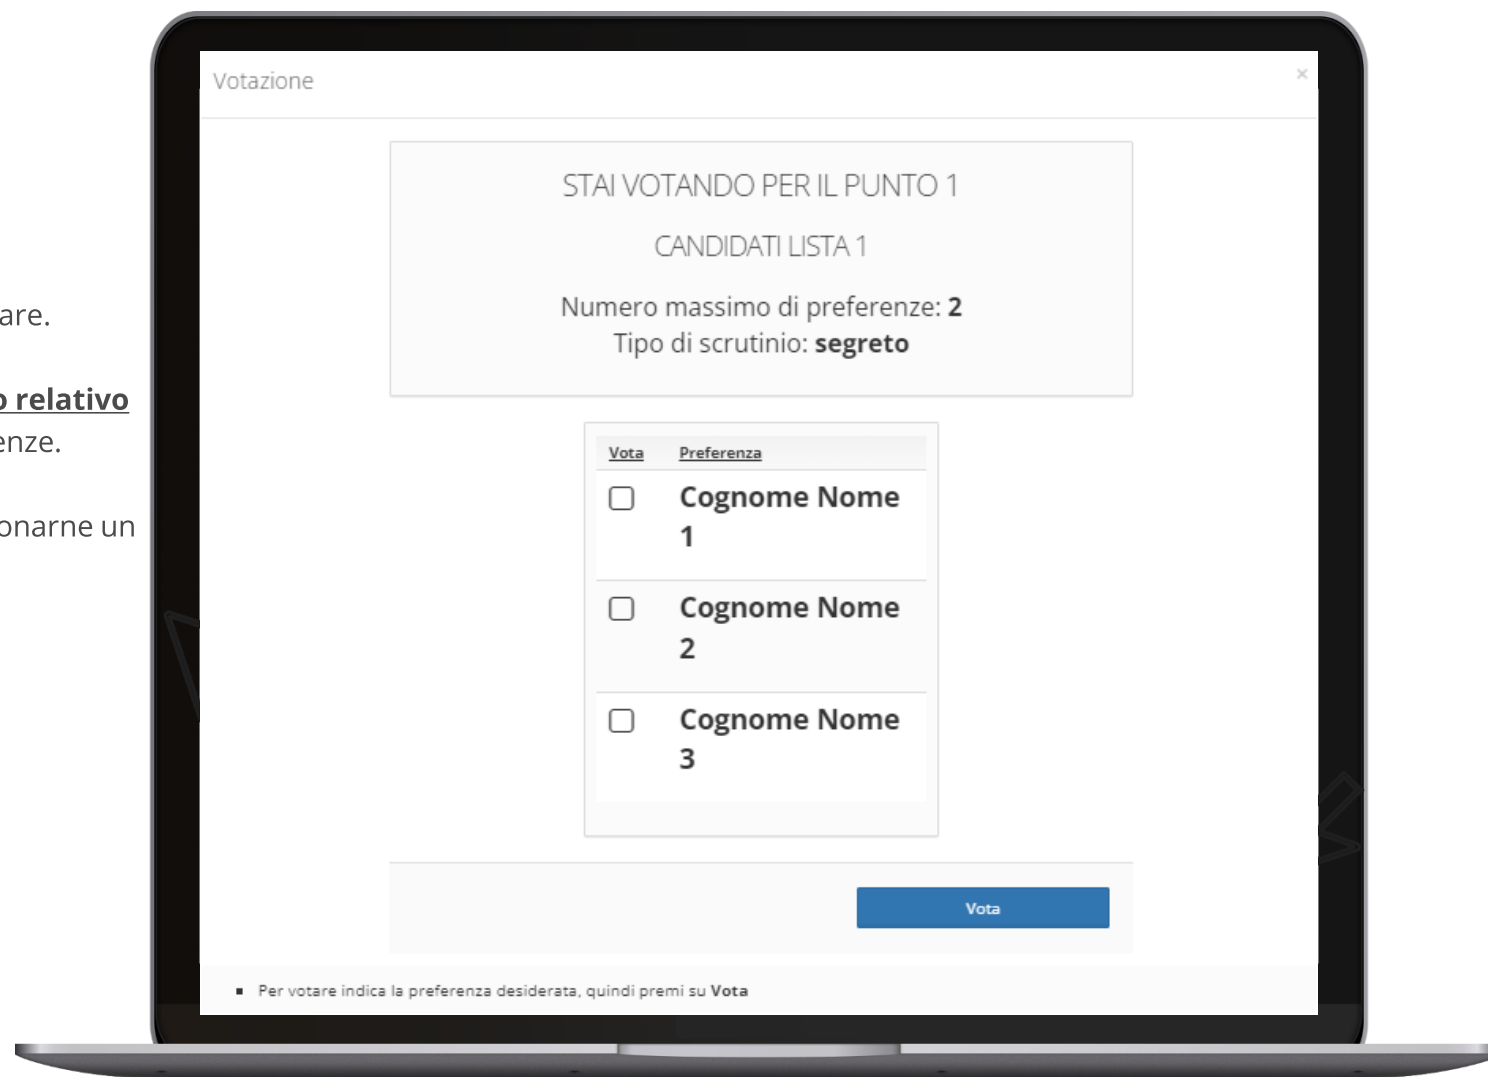 Votazione
×
STAI VOTANDO PER IL PUNTO 1
CANDIDATI LISTA 1
Numero massimo di preferenze: 2
Tipo di scrutinio: segreto
are.
o relativo
enze.
onarne un
Vota Preferenza
Cognome Nome
1
Cognome Nome
2
Cognome Nome
3
Vota
Per votare indica la preferenza desiderata, quindi premi su Vota